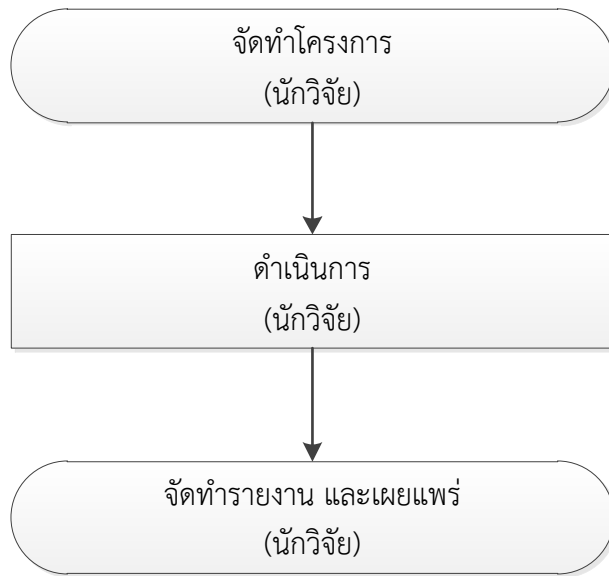 จัดทำโครงการ
(นักวิจัย)
ดำเนินการ
(นักวิจัย)
จัดทำรายงาน และเผยแพร่
(นักวิจัย)